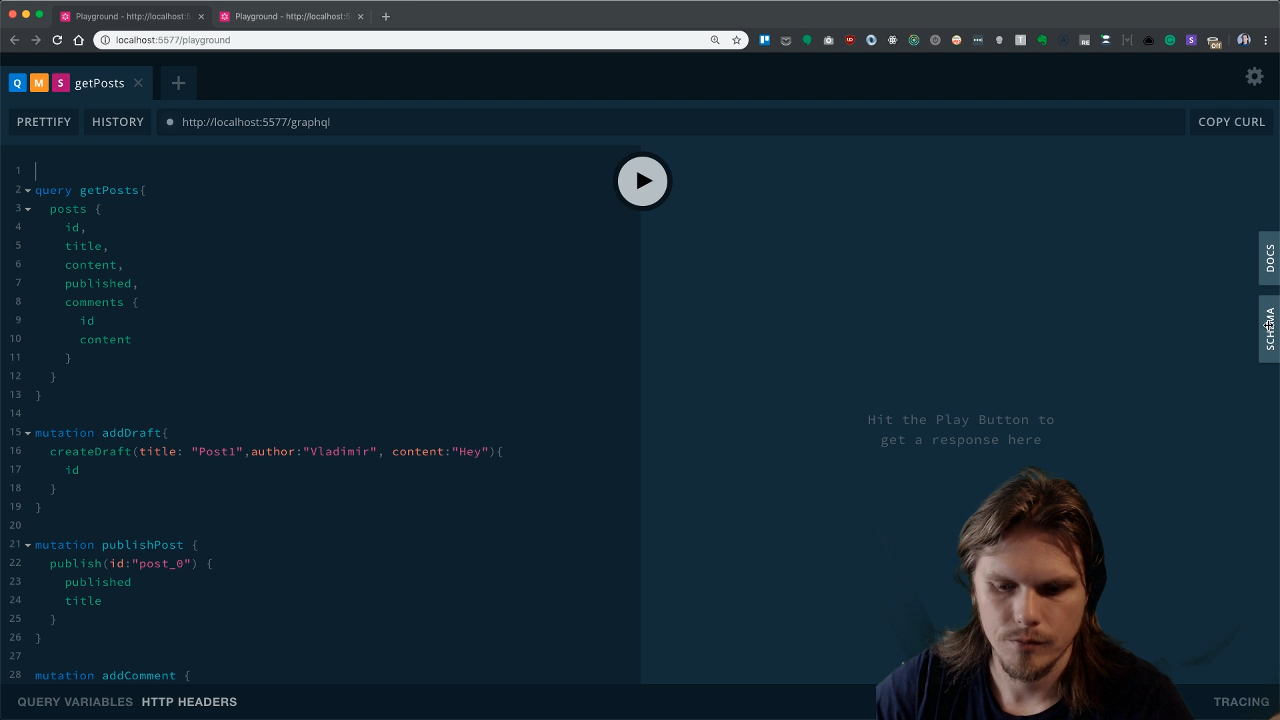 Playground - http://localhost:5
Playground - http://localhost:5
localhost:5577/playground
Q M S getPosts
PRETTIFY HISTORY http://localhost:5577/graphql COPY CURL
1
2 query getPosts{
3 posts {
4 id,
5 title,
6 content,
7 published,
8 comments {
9 id
10 content
11 }
12 }
13 }
14
15 mutation addDraft{
16 createDraft(title: "Post1",author:"Vladimir", content:"Hey"){
17 id
18 }
19 }
20
21 mutation publishPost {
22 publish(id:"post_0") {
23 published
24 title
25 }
26 }
27
28 mutation addComment {
Hit the Play Button to
get a response here
DOCS
SCHEMA
QUERY VARIABLES HTTP HEADERS
TRACING